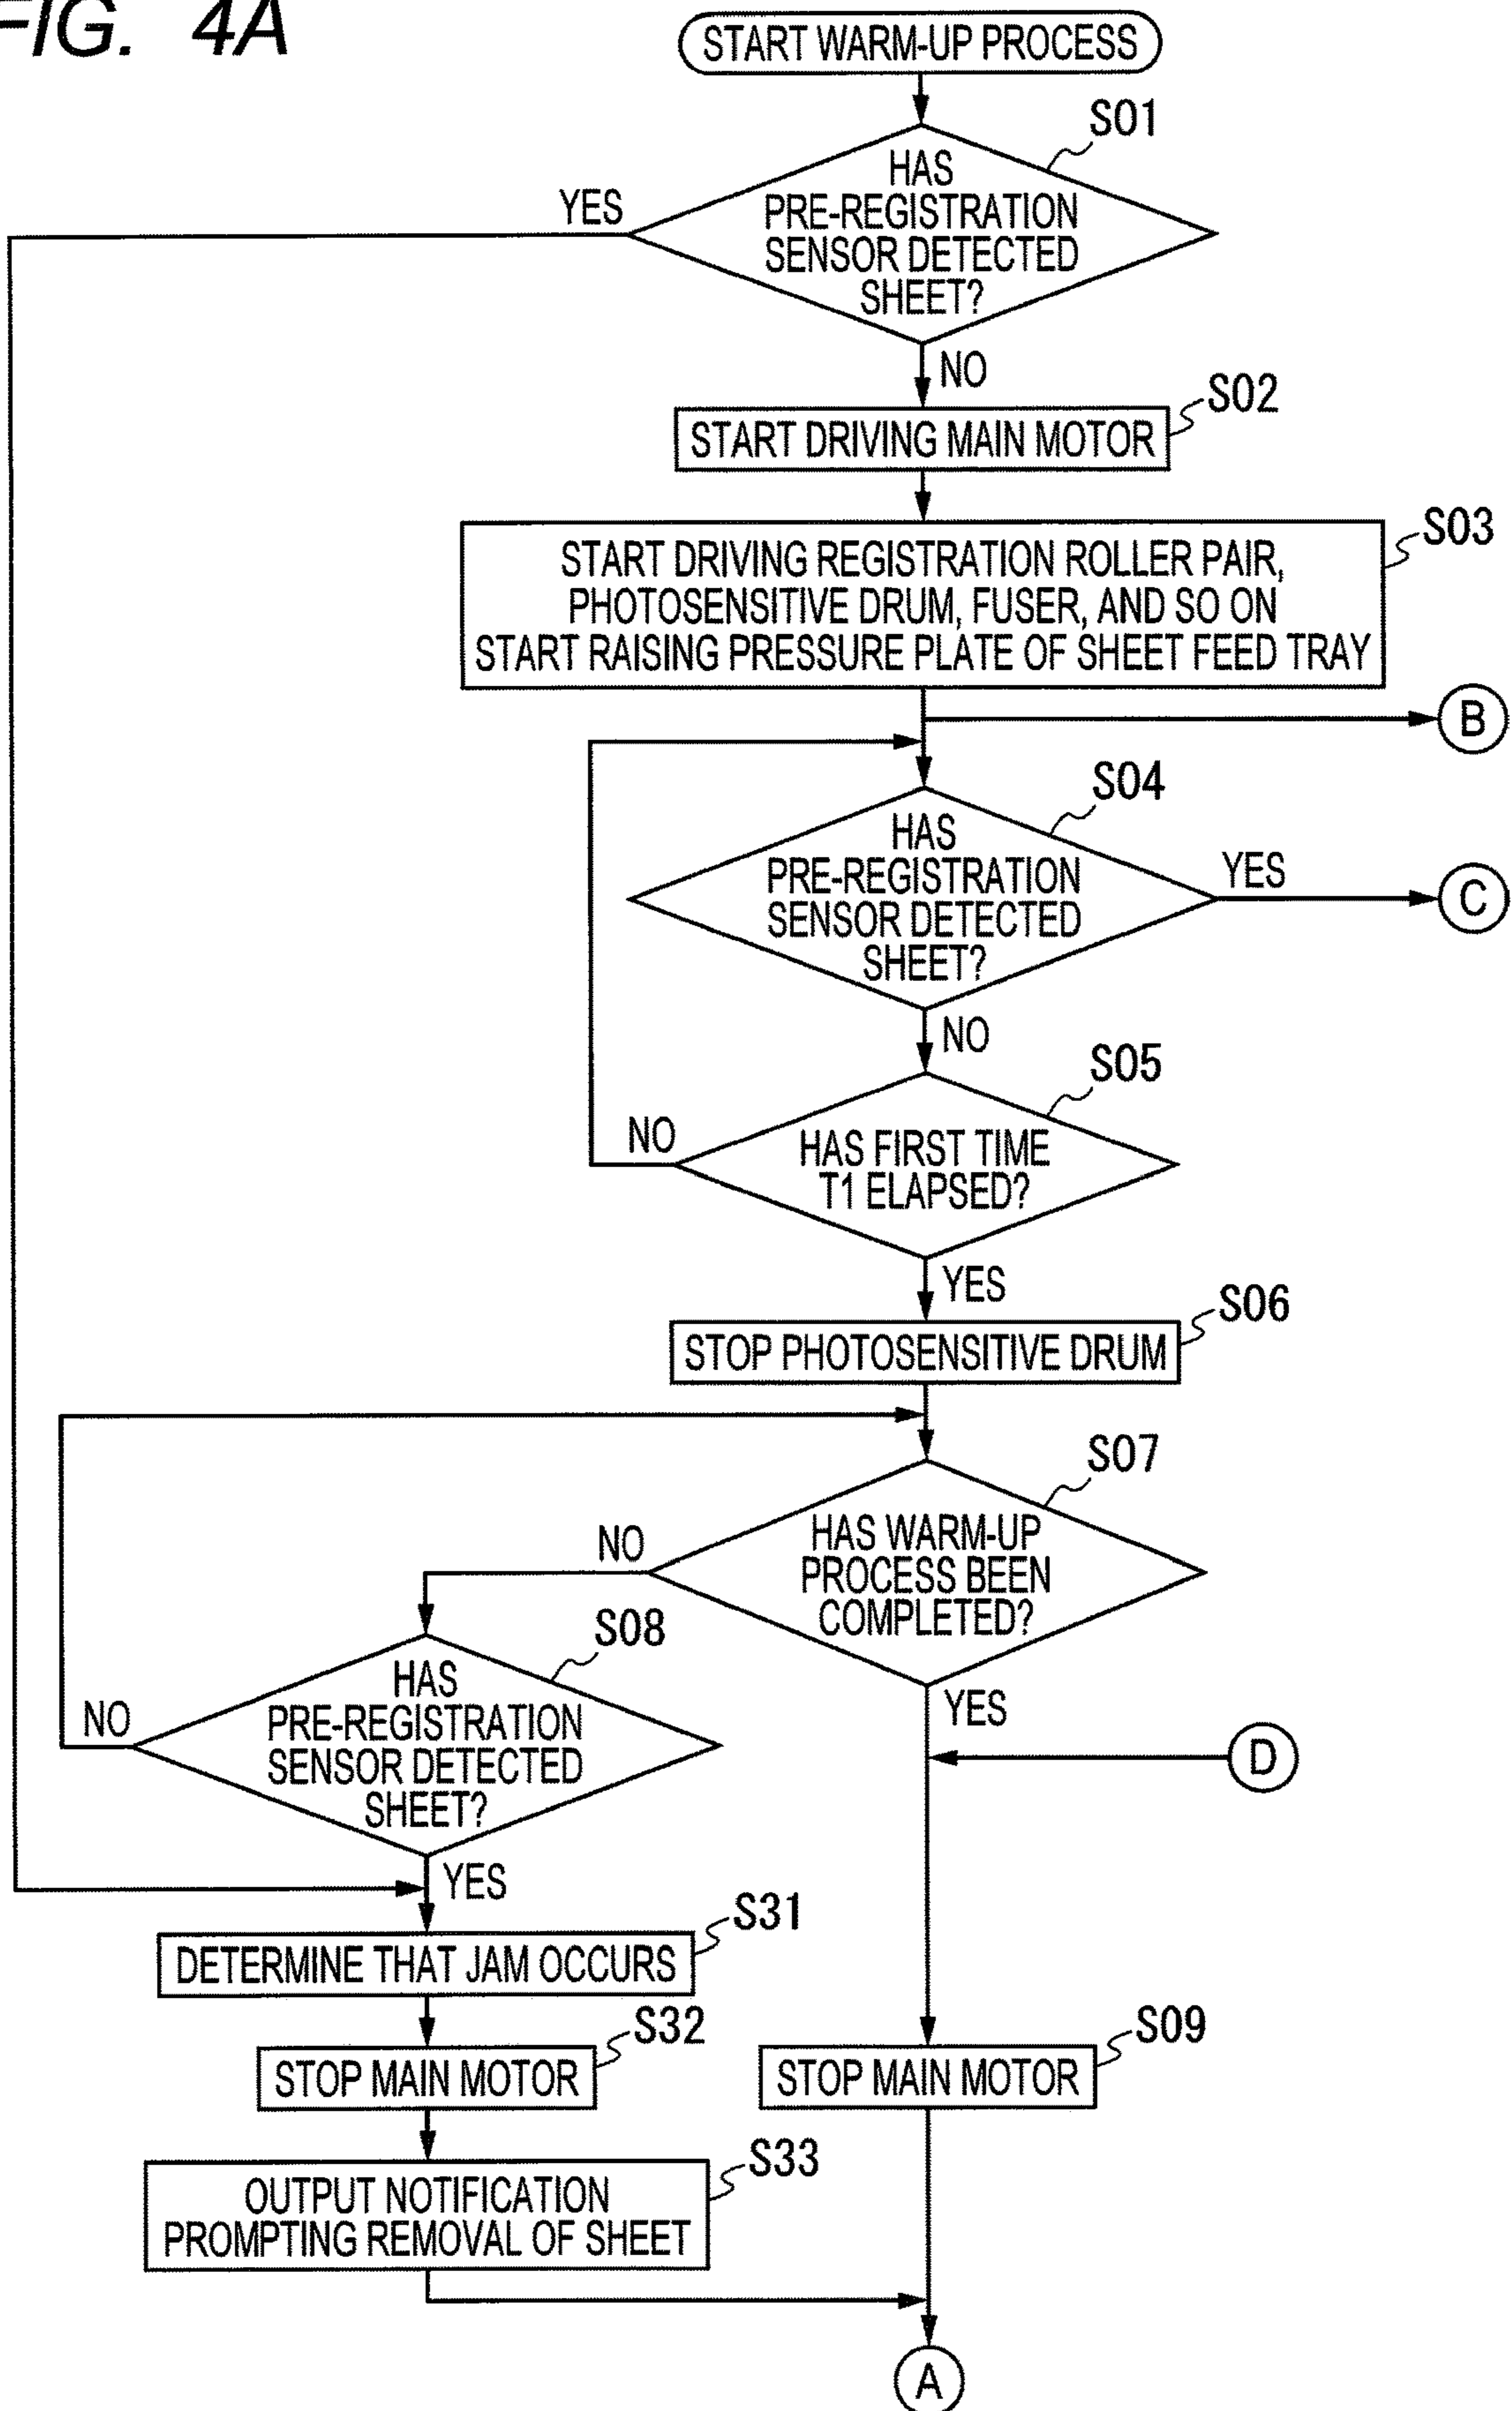 FIG. 4A
START WARM-UP PROCESS
S01
HAS
PRE-REGISTRATION
SENSOR DETECTED
SHEET?
YES
NO
S02
START DRIVING MAIN MOTOR
S03
START DRIVING REGISTRATION ROLLER PAIR,
PHOTOSENSITIVE DRUM, FUSER, AND SO ON
START RAISING PRESSURE PLATE OF SHEET FEED TRAY
B
S04
HAS
PRE-REGISTRATION
SENSOR DETECTED
SHEET?
YES
C
NO
S05
HAS FIRST TIME
T1 ELAPSED?
NO
YES
S06
STOP PHOTOSENSITIVE DRUM
S07
HAS WARM-UP
PROCESS BEEN
COMPLETED?
NO
YES
S08
HAS
PRE-REGISTRATION
SENSOR DETECTED
SHEET?
NO
YES
D
S31
DETERMINE THAT JAM OCCURS
S32
STOP MAIN MOTOR
S09
STOP MAIN MOTOR
S33
OUTPUT NOTIFICATION
PROMPTING REMOVAL OF SHEET
A